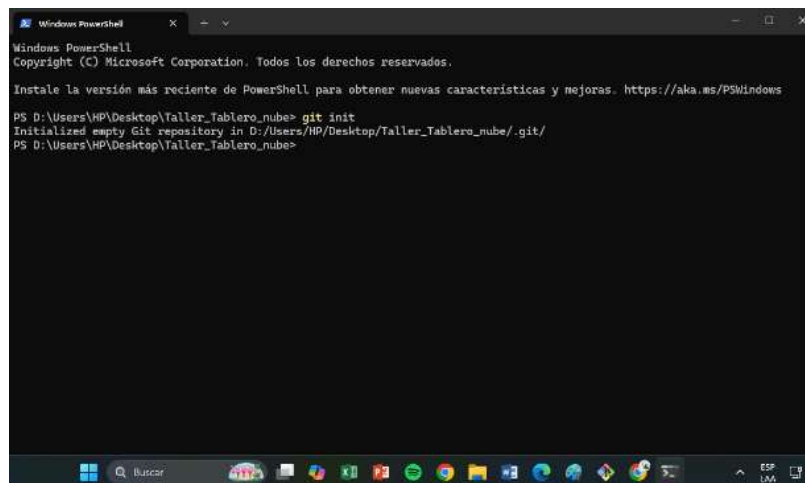 Windows PowerShell
Windows PowerShell
Copyright (C) Microsoft Corporation. Todos los derechos reservados.
Instale la versión más reciente de PowerShell para obtener nuevas características y mejoras. https://aka.ms/PSWindows
PS D:\Users\HP\Desktop\Taller_Tablero_nube> git init
Initialized empty Git repository in D:/Users/HP/Desktop/Taller_Tablero_nube/.git/
PS D:\Users\HP\Desktop\Taller_Tablero_nube>
Buscar
ESP
LAA